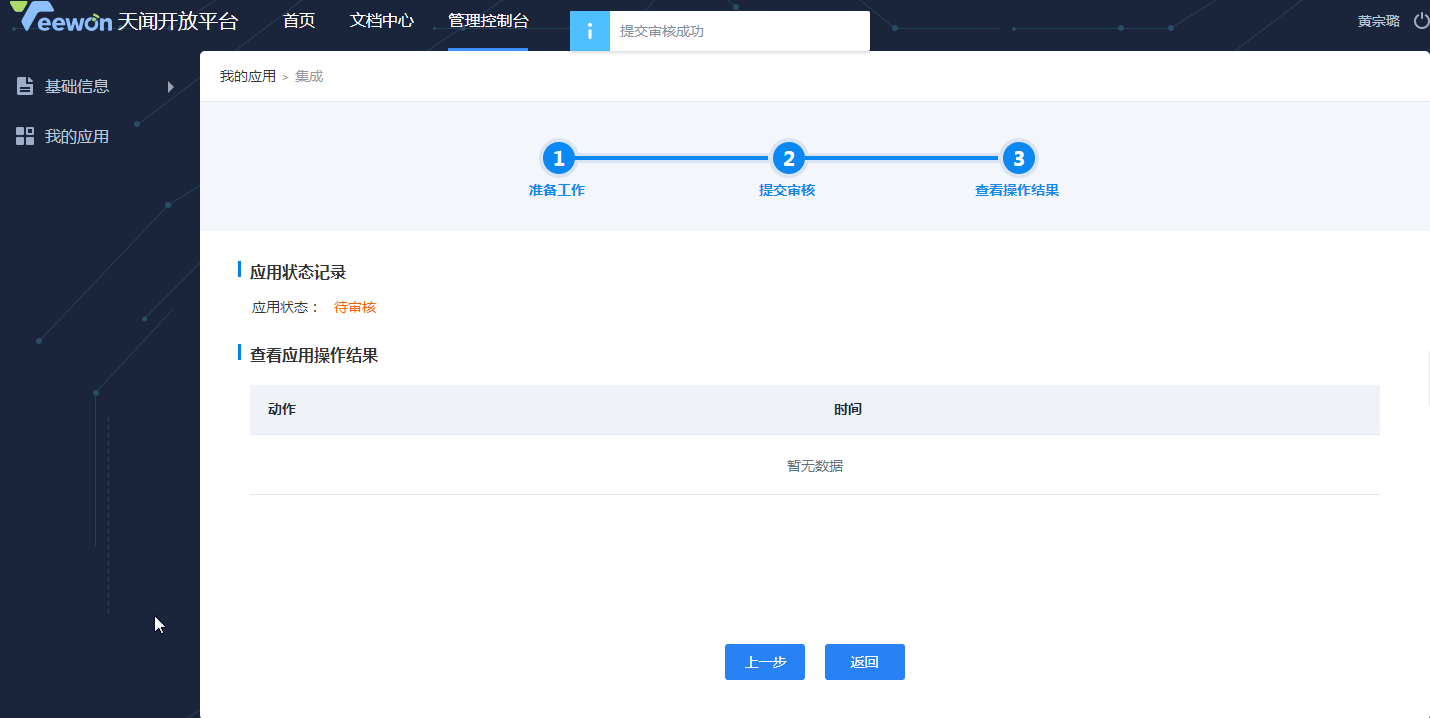 Yeewon 天闻开放平台 首页 文档中心 管理控制台 提交审核成功 黄宗璐
基础信息
我的应用
我的应用 > 集成
1 2 3
准备工作 提交审核 查看操作结果
应用状态记录
应用状态： 待审核
查看应用操作结果
动作 时间
暂无数据
上一步 返回